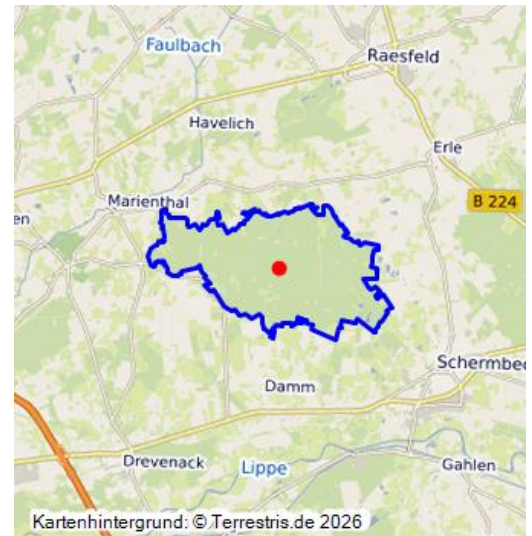 Faulbach
Raesfeld
Havelich
Erle
Marienthal
B 224
en
Schermbec
Damm
Drevenack
Lippe
Gahlen
Kartenhintergrund: © Terrestris.de 2026